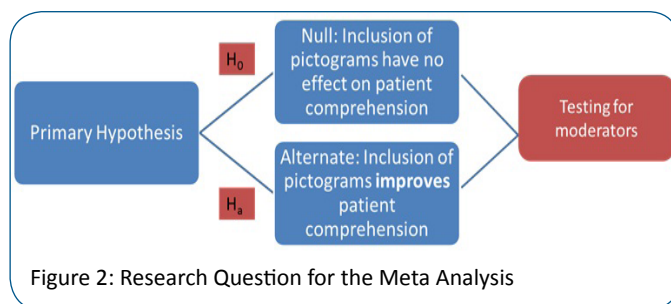 Primary Hypothesis
H0
Null: Inclusion of
pictograms have no
effect on patient
comprehension
Ha
Alternate: Inclusion of
pictograms improves
patient
comprehension
Testing for
moderators
Figure 2: Research Question for the Meta Analysis